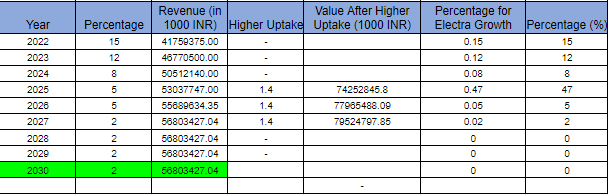 Year Percentage Revenue (in 1000 INR) Higher Uptake Value After Higher Uptake (1000 INR) Percentage for Electra Growth Percentage (%)
2022 15 41759375.00 - 0.15 15
2023 12 46770500.00 - 0.12 12
2024 8 50512140.00 - 0.08 8
2025 5 53037747.00 1.4 74252845.8 0.47 47
2026 5 55689634.35 1.4 77965488.09 0.05 5
2027 2 56803427.04 1.4 79524797.85 0.02 2
2028 2 56803427.04 - 0 0
2029 2 56803427.04 - 0 0
2030 2 56803427.04 0 0
-